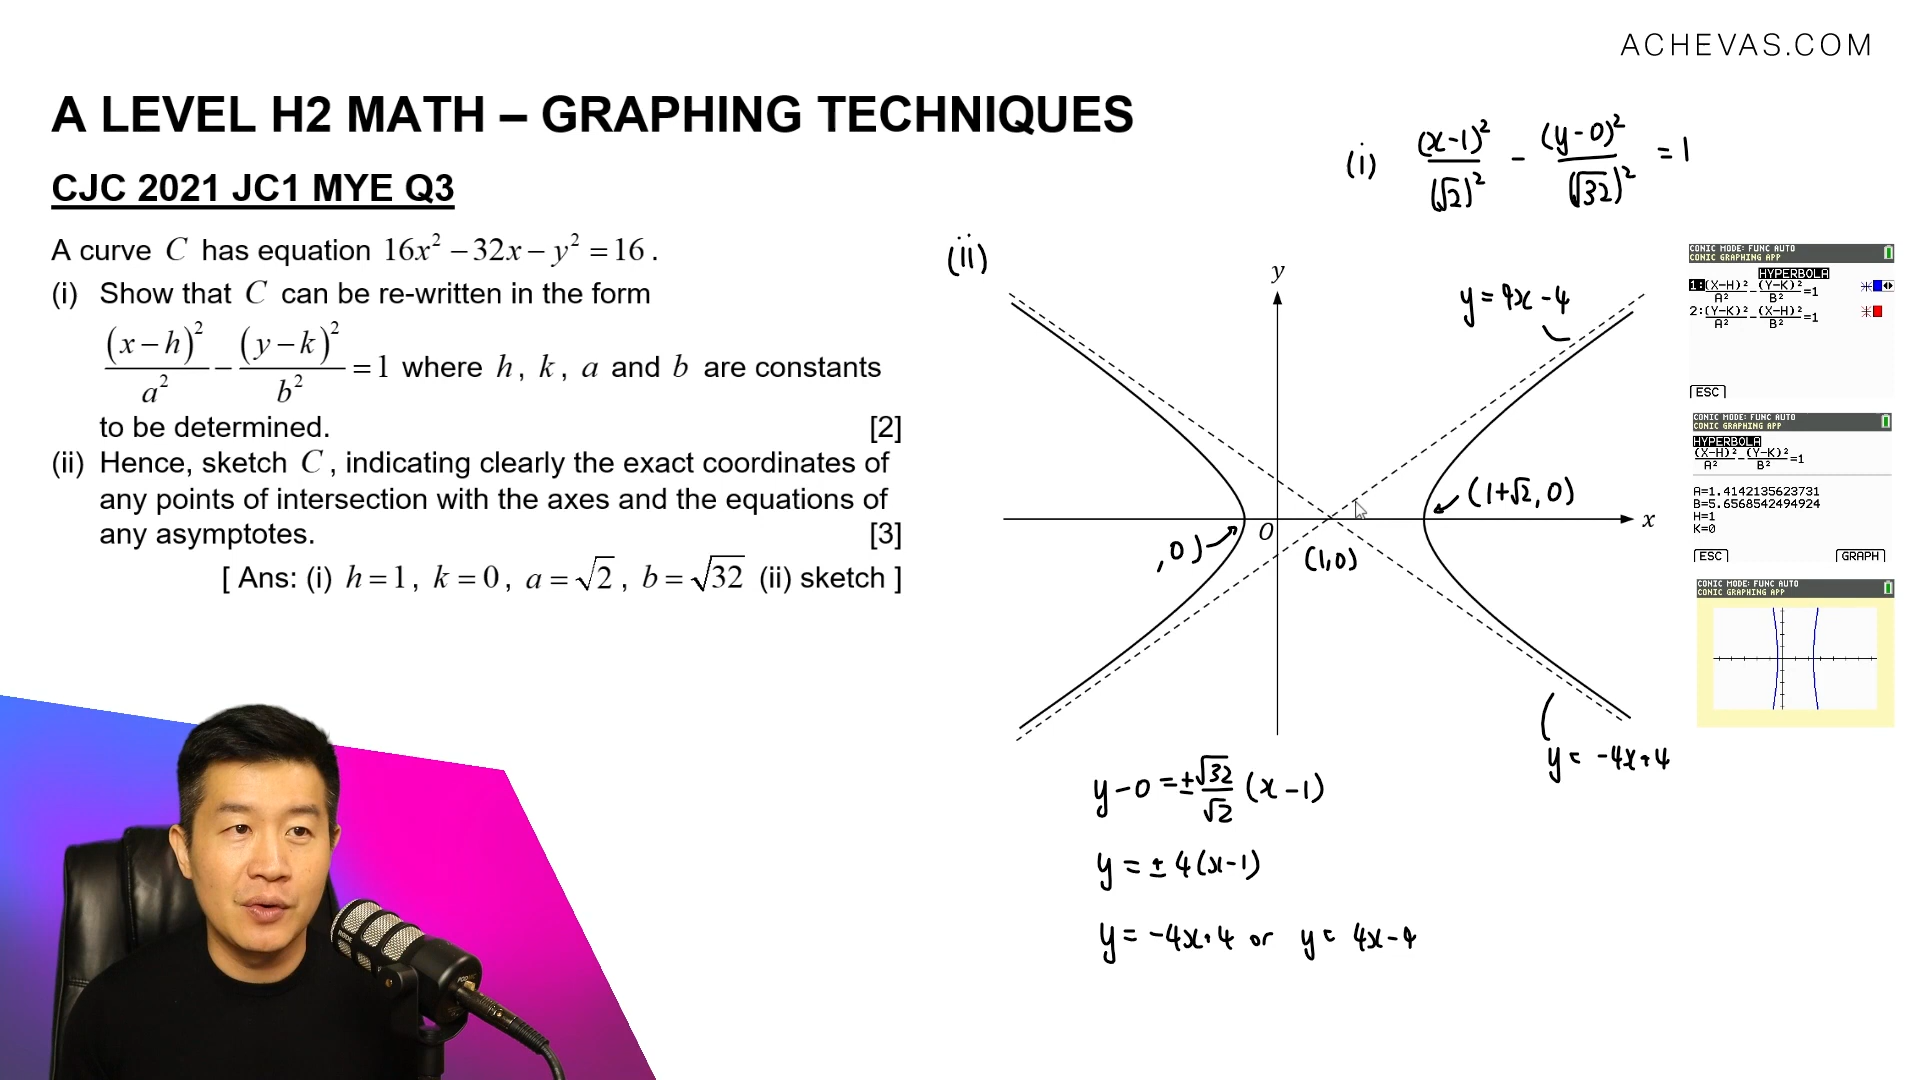 ACHEVAS.COM
A LEVEL H2 MATH – GRAPHING TECHNIQUES
CJC 2021 JC1 MYE Q3
A curve C has equation 16x² − 32x − y² = 16 .
(i) Show that C can be re-written in the form
(x − h)²/a² − (y − k)²/b² = 1 where h, k, a and b are constants
to be determined. [2]
(ii) Hence, sketch C, indicating clearly the exact coordinates of
any points of intersection with the axes and the equations of
any asymptotes. [3]
[ Ans: (i) h = 1, k = 0, a = √2, b = √32 (ii) sketch ]
(i) (x-1)²/(√2)² - (y-0)²/(√32)² = 1
(ii)
y
y = 4x - 4
(1+√2, 0)
x
O
, 0)
(1,0)
y = -4x+4
y-0 = ±√32/√2 (x-1)
y = ±4(x-1)
y = -4x+4 or y = 4x-4
CONIC MODE: FUNC AUTO
CONIC GRAPHING APP
HYPERBOLA
1:(X-H)²/A² - (Y-K)²/B² =1
2:(Y-K)²/A² - (X-H)²/B² =1
ESC
CONIC MODE: FUNC AUTO
CONIC GRAPHING APP
HYPERBOLA
(X-H)²/A² - (Y-K)²/B² =1
A=1.4142135623731
B=5.6568542494924
H=1
K=0
ESC GRAPH
CONIC MODE: FUNC AUTO
CONIC GRAPHING APP
RODE